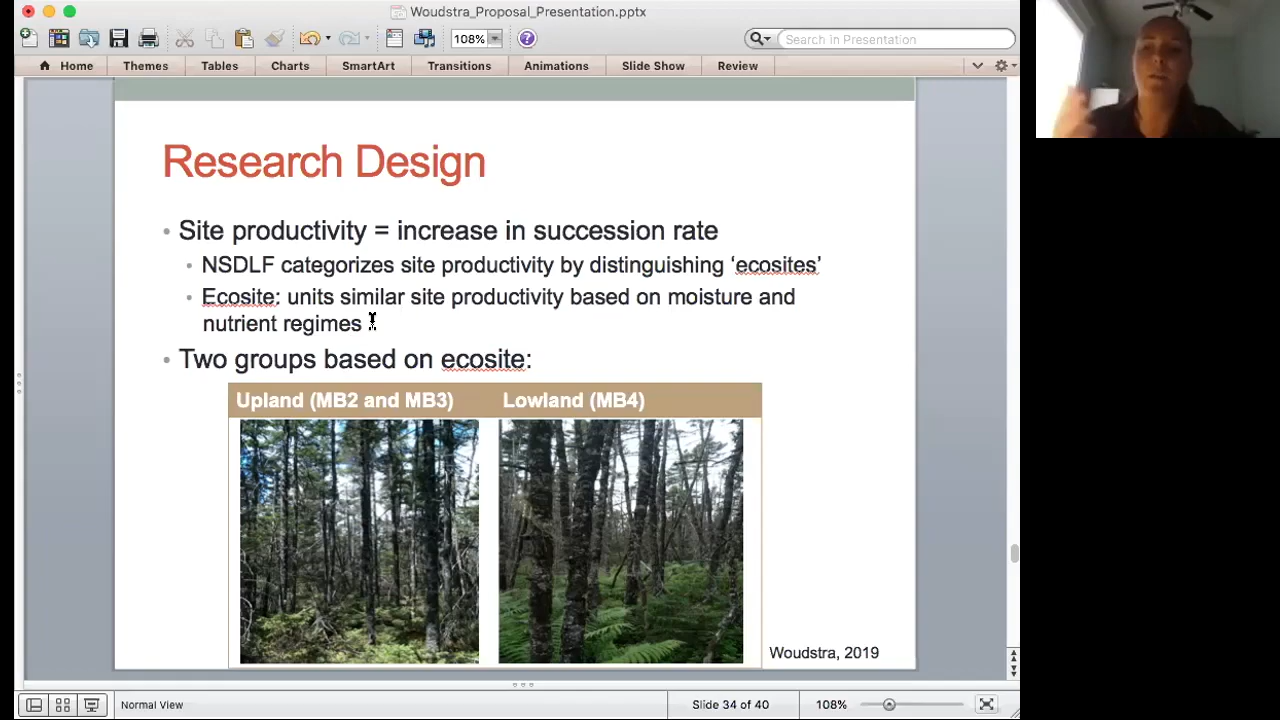 Woudstra_Proposal_Presentation.pptx
108%
Search in Presentation
Home Themes Tables Charts SmartArt Transitions Animations Slide Show Review
Research Design
• Site productivity = increase in succession rate
• NSDLF categorizes site productivity by distinguishing ‘ecosites’
• Ecosite: units similar site productivity based on moisture and
nutrient regimes
• Two groups based on ecosite:
Upland (MB2 and MB3) Lowland (MB4)
Woudstra, 2019
Normal View Slide 34 of 40 108%